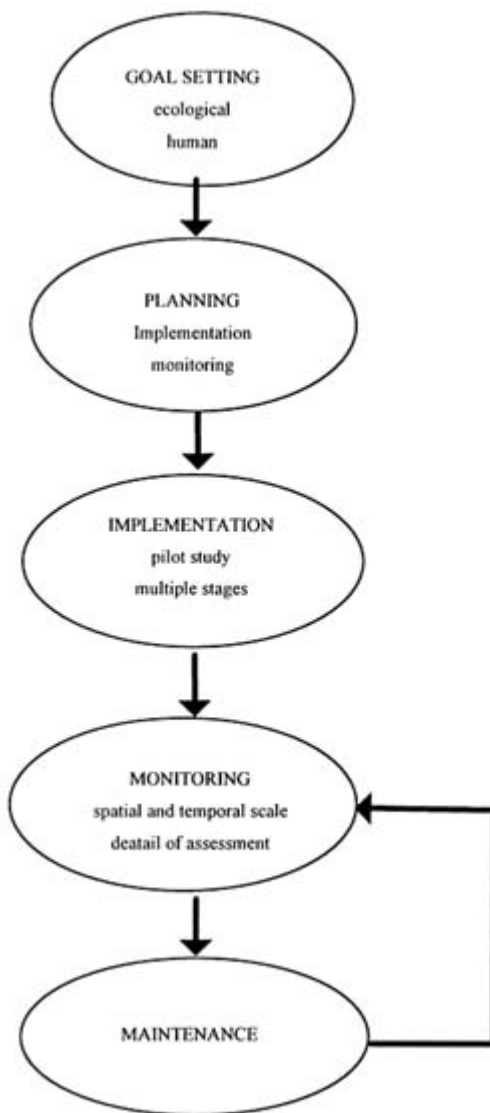 GOAL SETTING
ecological
human
PLANNING
Implementation
monitoring
IMPLEMENTATION
pilot study
multiple stages
MONITORING
spatial and temporal scale
deatail of assessment
MAINTENANCE